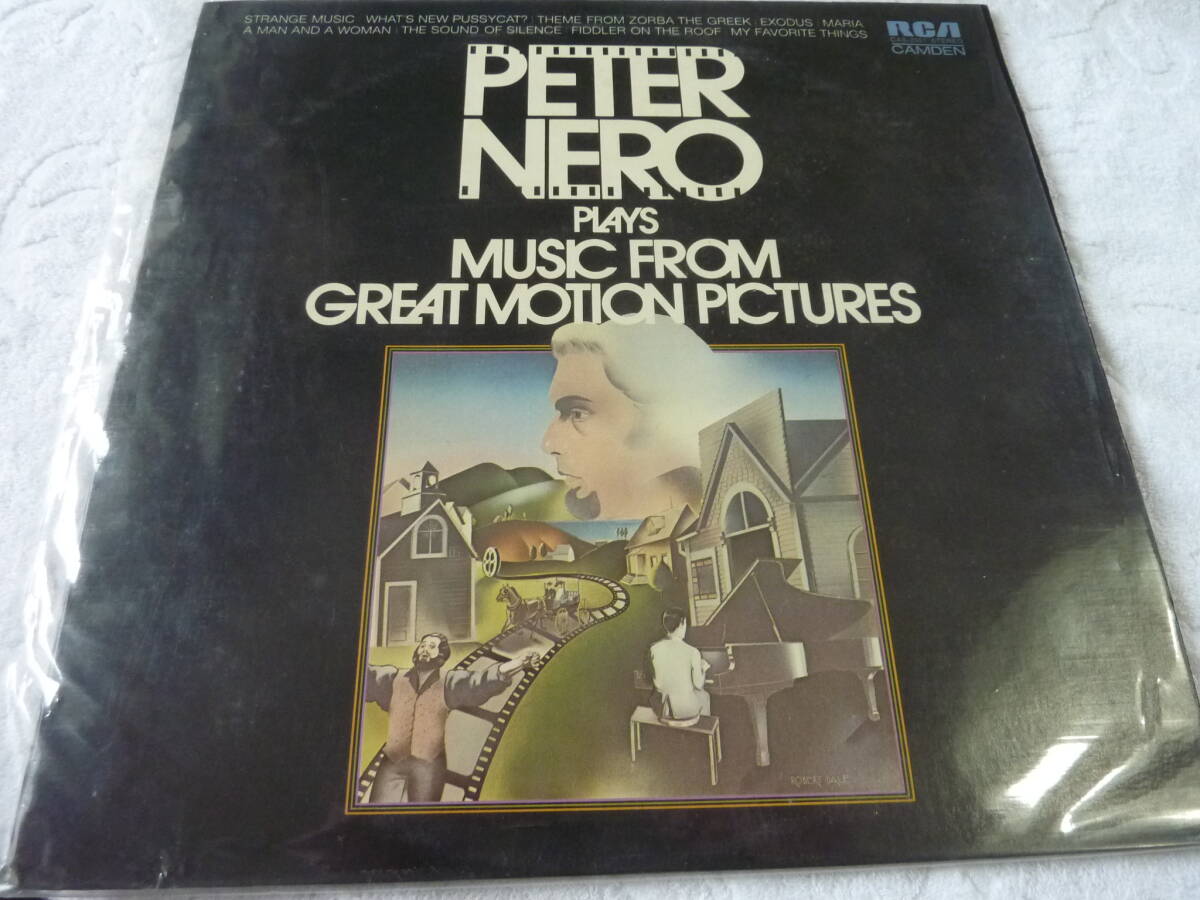 STRANGE MUSIC | WHAT'S NEW PUSSYCAT? | THEME FROM ZORBA THE GREEK | EXODUS | MARIA
A MAN AND A WOMAN | THE SOUND OF SILENCE | FIDDLER ON THE ROOF | MY FAVORITE THINGS
RCA
CAMDEN
PETER
NERO
PLAYS
MUSIC FROM
GREAT MOTION PICTURES